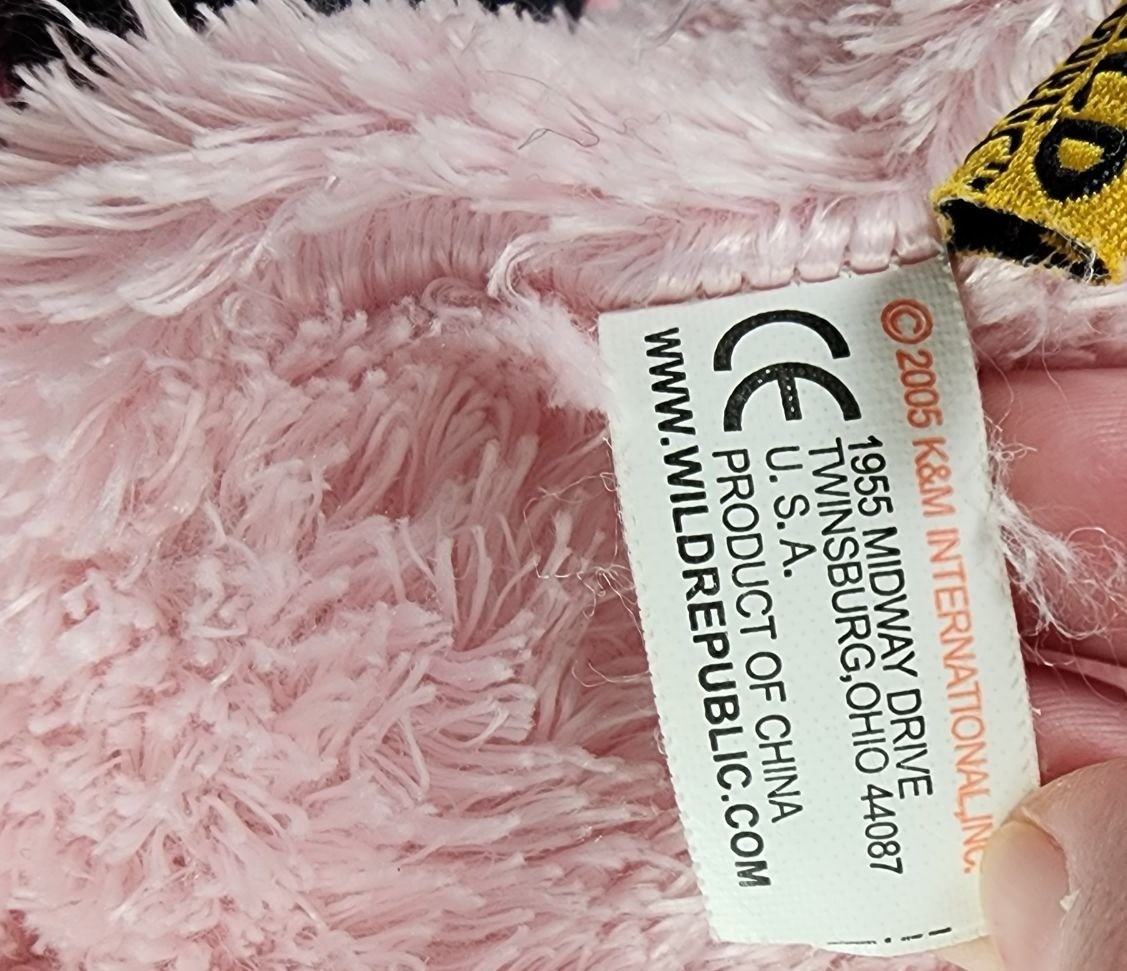 © 2005 K&M INTERNATIONAL,INC.
1955 MIDWAY DRIVE
TWINSBURG,OHIO 44087
U. S. A.
CE
PRODUCT OF CHINA
WWW.WILDREPUBLIC.COM